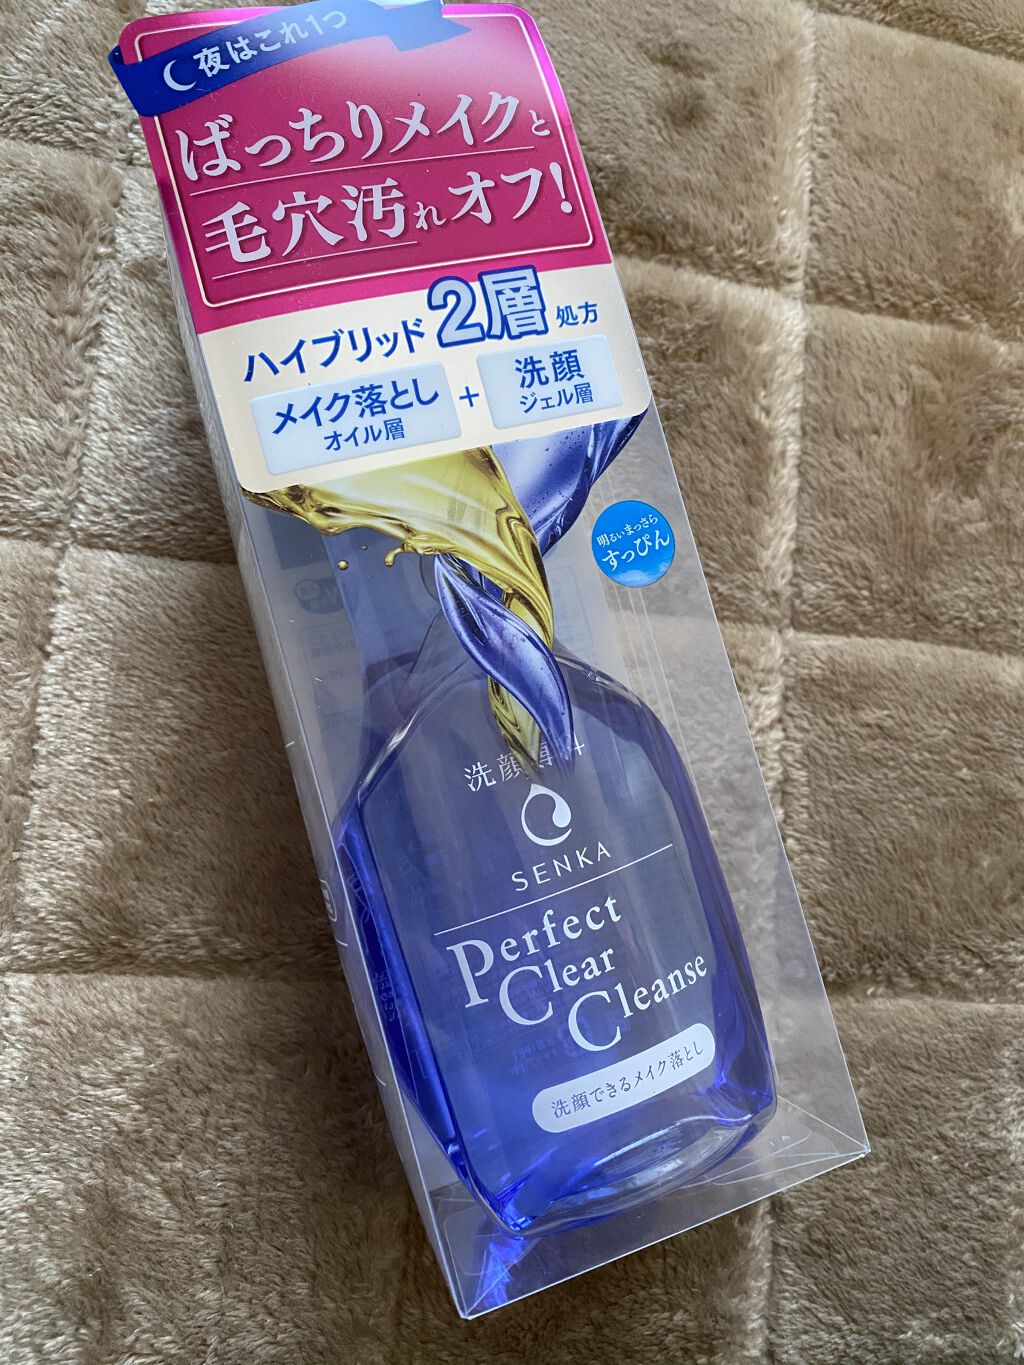 夜はこれ1つ
ばっちりメイクと
毛穴汚れオフ!
ハイブリッド2層処方
メイク落とし
オイル層
+
洗顔
ジェル層
明るいまっさら
すっぴん
洗顔専科
SENKA
Perfect
Clear
Cleanse
洗顔できるメイク落とし